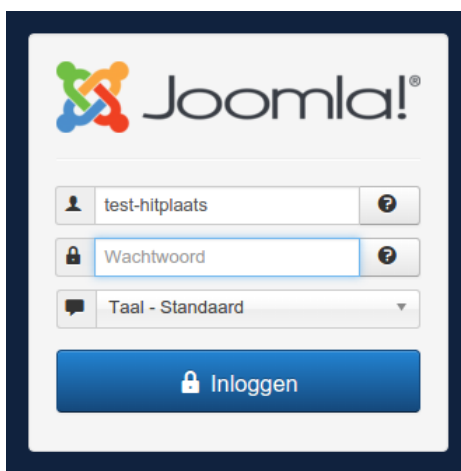 Joomla!®
test-hitplaats
Wachtwoord
Taal - Standaard
Inloggen